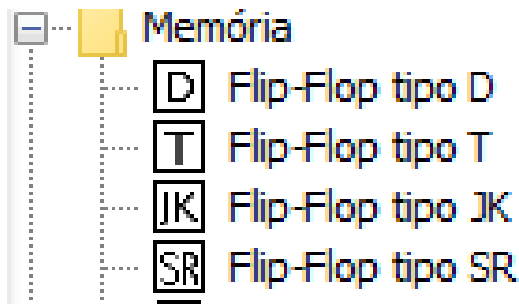 Memória
D Flip-Flop tipo D
T Flip-Flop tipo T
JK Flip-Flop tipo JK
SR Flip-Flop tipo SR